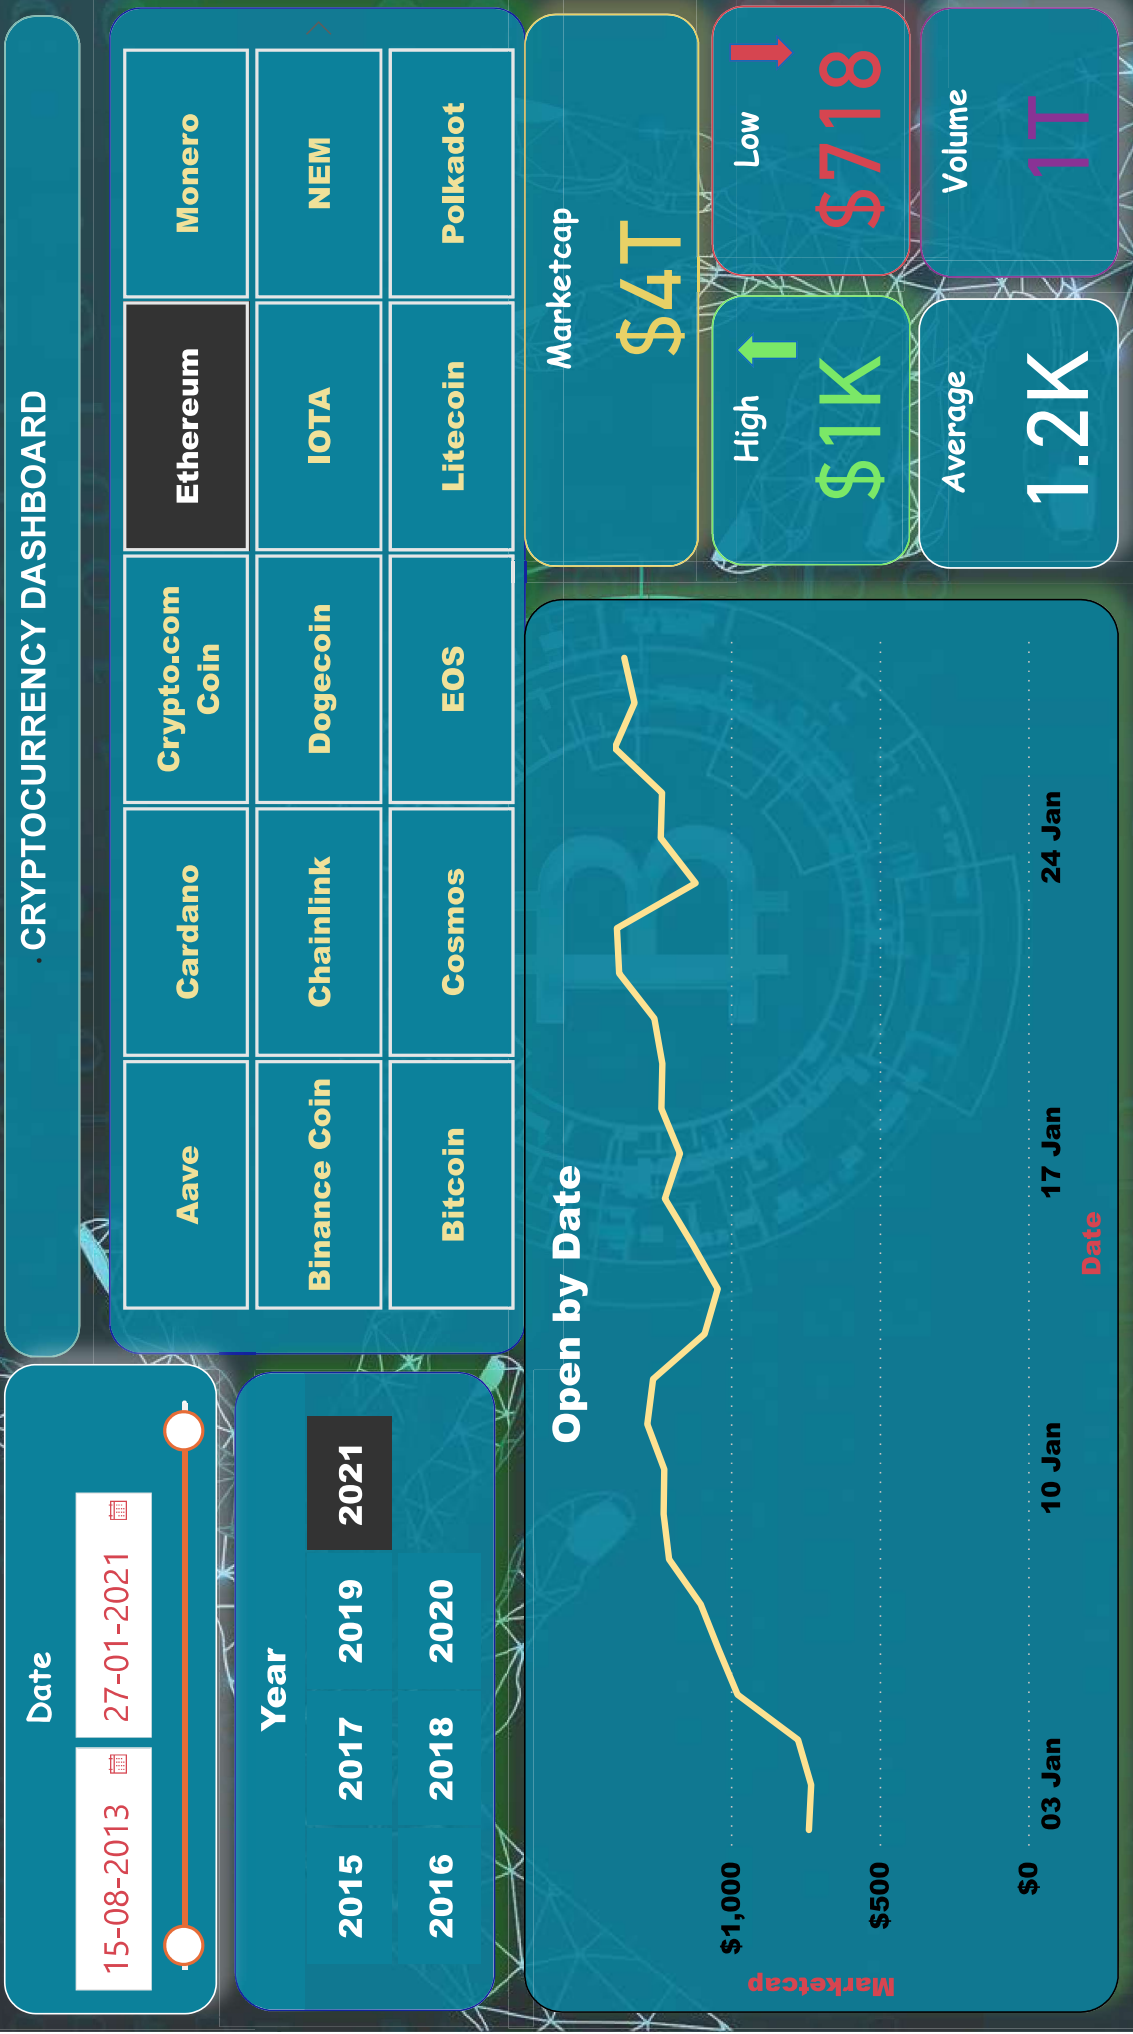 CRYPTOCURRENCY DASHBOARD
Date
15-08-2013
27-01-2021
Year
2015
2017
2019
2021
2016
2018
2020
Aave
Cardano
Crypto.com
Coin
Ethereum
Monero
Binance Coin
Chainlink
Dogecoin
IOTA
NEM
Bitcoin
Cosmos
EOS
Litecoin
Polkadot
Open by Date
Marketcap
$1,000
$500
$0
03 Jan
10 Jan
17 Jan
24 Jan
Date
Marketcap
$4T
High
$1K
Low
$718
Average
1.2K
Volume
1T